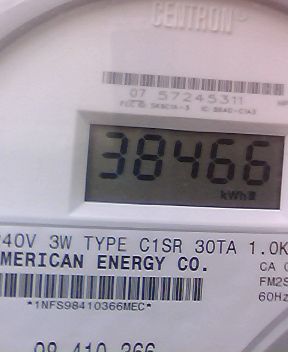 CENTRON®
07 57245311
38466
kWh
240V 3W TYPE C1SR 30TA 1.0K
AMERICAN ENERGY CO.
CA
FM2S
60Hz
*1NFS98410366MEC*
98 410 366